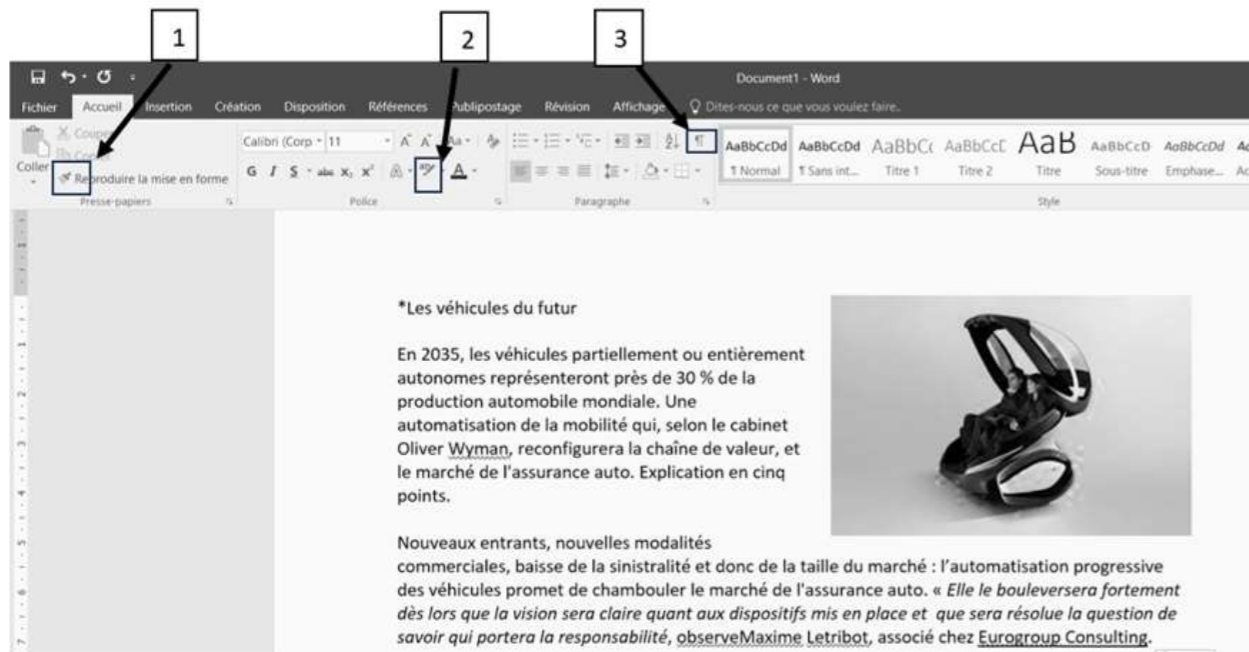 1 2 3
Document1 - Word
Fichier Accueil Insertion Création Disposition Références Publipostage Révision Affichage Dites-nous ce que vous voulez faire.
Couper
Calibri (Corp 11 Aa AaBbCcDd AaBbCcDd AaBbC AaBbCcE AaB AaBbCcD AaBbCcDd
Coller
Reproduire la mise en forme G I S abc X₂ X² A ¶ Normal ¶ Sans int... Titre 1 Titre 2 Titre Sous-titre Emphase...
Presse-papiers Police Paragraphe Style
*Les véhicules du futur
En 2035, les véhicules partiellement ou entièrement
autonomes représenteront près de 30 % de la
production automobile mondiale. Une
automatisation de la mobilité qui, selon le cabinet
Oliver Wyman, reconfigurera la chaîne de valeur, et
le marché de l'assurance auto. Explication en cinq
points.
Nouveaux entrants, nouvelles modalités
commerciales, baisse de la sinistralité et donc de la taille du marché : l'automatisation progressive
des véhicules promet de chambouler le marché de l'assurance auto. « Elle le bouleversera fortement
dès lors que la vision sera claire quant aux dispositifs mis en place et que sera résolue la question de
savoir qui portera la responsabilité, observeMaxime Letribot, associé chez Eurogroup Consulting.